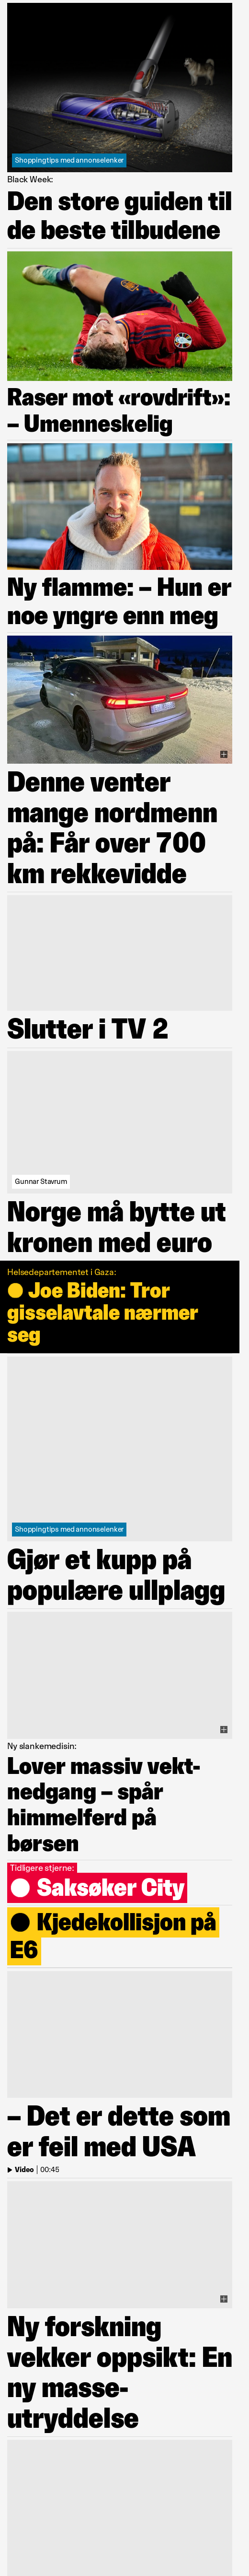 Shoppingtips med annonselenker
Black Week:
Den store guiden til
de beste tilbudene
Raser mot «rovdrift»:
– Umenneskelig
Ny flamme: – Hun er
noe yngre enn meg
Denne venter
mange nordmenn
på: Får over 700
km rekkevidde
Slutter i TV 2
Gunnar Stavrum
Norge må bytte ut
kronen med euro
Helsedepartementet i Gaza:
● Joe Biden: Tror
gisselavtale nærmer
seg
Shoppingtips med annonselenker
Gjør et kupp på
populære ullplagg
Ny slankemedisin:
Lover massiv vekt-
nedgang – spår
himmelferd på
børsen
Tidligere stjerne:
● Saksøker City
● Kjedekollisjon på
E6
– Det er dette som
er feil med USA
Video | 00:45
Ny forskning
vekker oppsikt: En
ny masse-
utryddelse